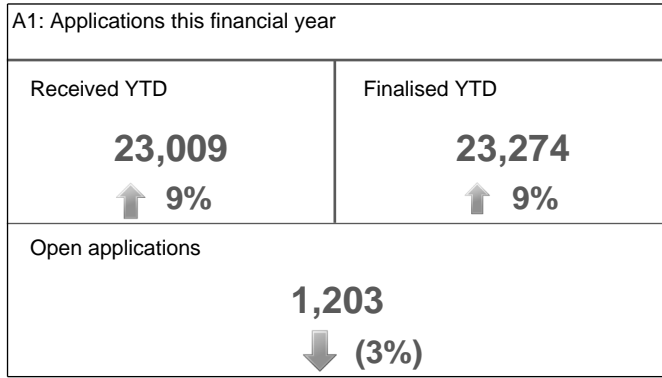 A1: Applications this financial year
Received YTD
Finalised YTD
23,009
23,274
9%
9%
Open applications
1,203
(3%)